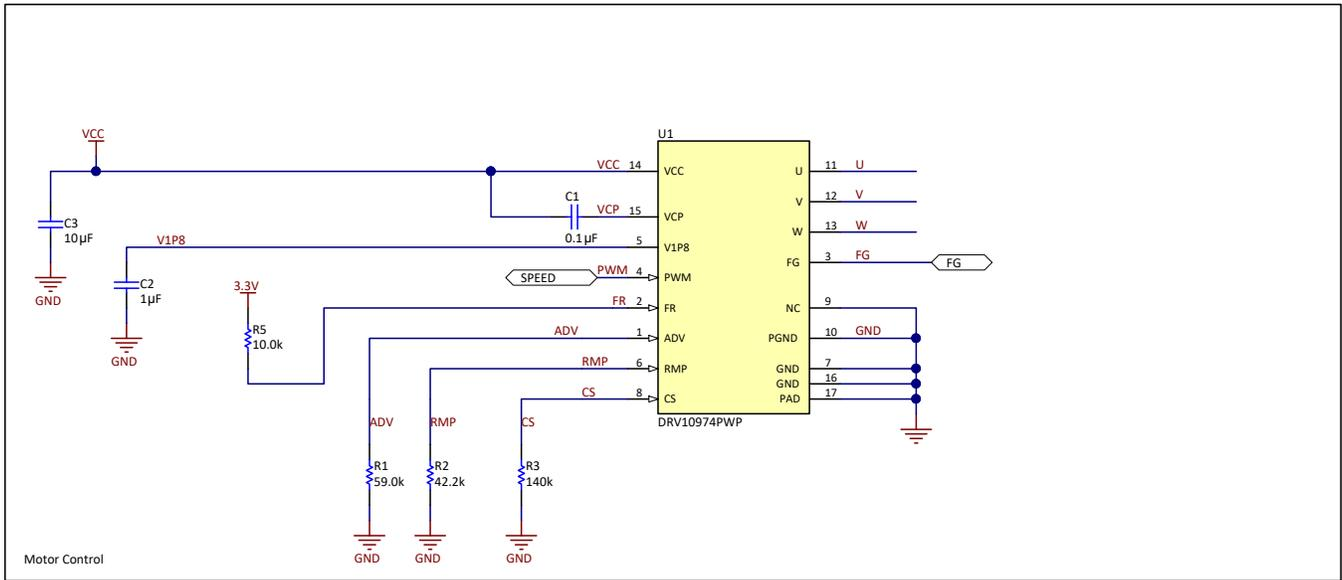 U1
VCC
VCC 14 VCC
U 11 U
C1
VCP 15 VCP
V 12 V
C3
10µF
0.1µF
W 13 W
V1P8
5 V1P8
FG 3 FG
FG
SPEED
PWM 4 PWM
C2
1µF
3.3V
GND
FR 2 FR
NC 9
R5
10.0k
ADV 1 ADV
PGND 10 GND
GND
RMP 6 RMP
GND 7
GND 16
CS 8 CS
PAD 17
ADV
RMP
CS
DRV10974PWP
R1
59.0k
R2
42.2k
R3
140k
GND
GND
GND
Motor Control